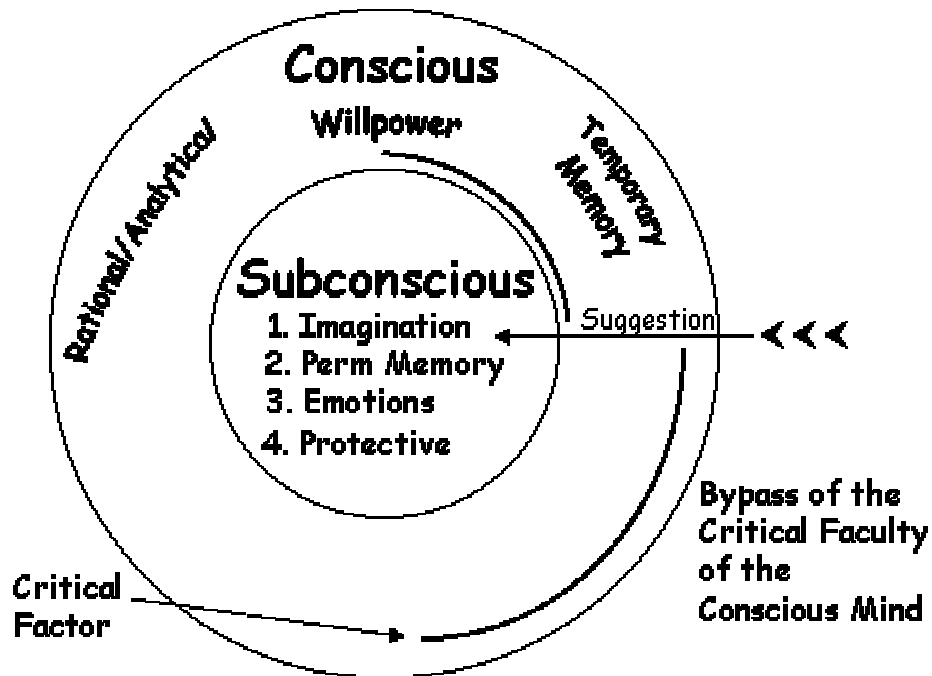 Conscious
Willpower
Rational/Analytical
Temporary
Memory
Subconscious
1. Imagination
2. Perm Memory
3. Emotions
4. Protective
Suggestion
Bypass of the
Critical Faculty
of the
Conscious Mind
Critical
Factor